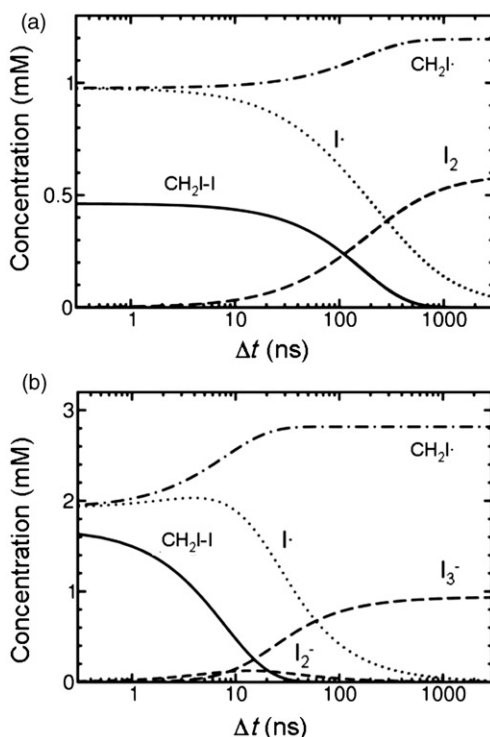 (a)
1
0.5
0
Concentration (mM)
CH₂I·
I·
I₂
CH₂I-I
1
10
100
1000
Δt (ns)
(b)
3
2
1
0
Concentration (mM)
CH₂I·
CH₂I-I
I·
I₃⁻
I₂⁻
1
10
100
1000
Δt (ns)